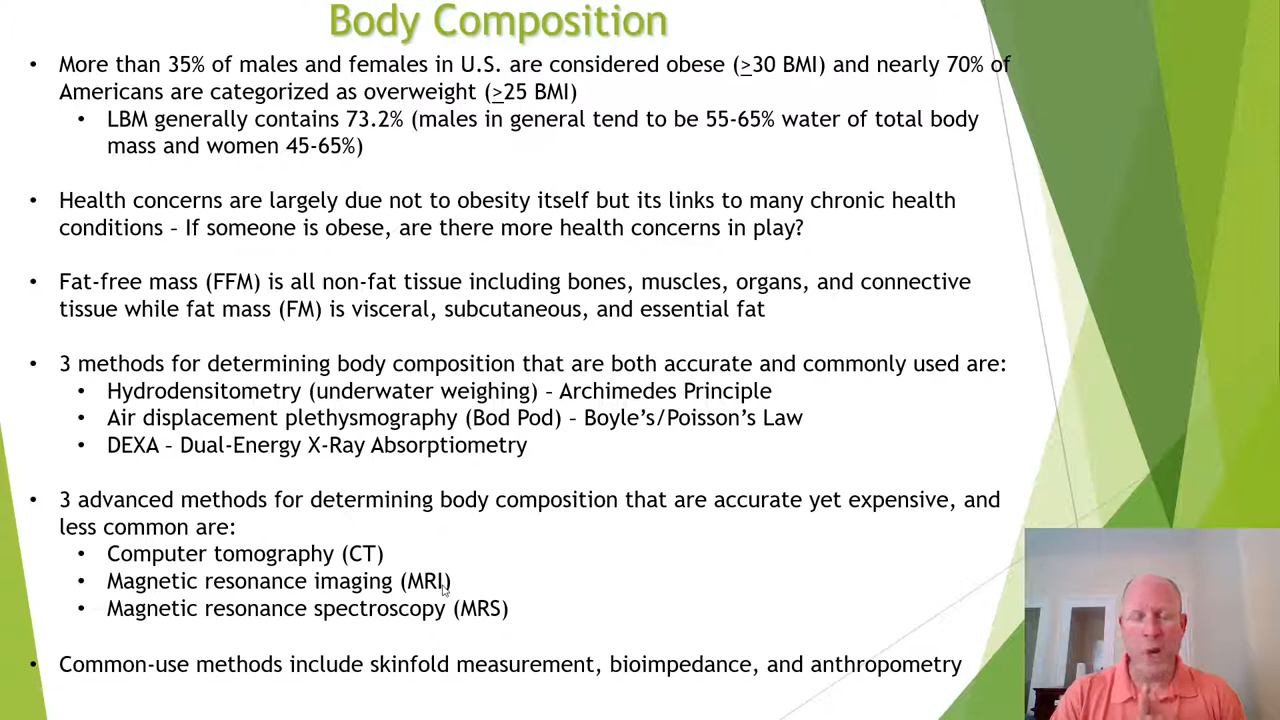 Body Composition
• More than 35% of males and females in U.S. are considered obese (≥30 BMI) and nearly 70% of
Americans are categorized as overweight (≥25 BMI)
• LBM generally contains 73.2% (males in general tend to be 55-65% water of total body
mass and women 45-65%)
• Health concerns are largely due not to obesity itself but its links to many chronic health
conditions – If someone is obese, are there more health concerns in play?
• Fat-free mass (FFM) is all non-fat tissue including bones, muscles, organs, and connective
tissue while fat mass (FM) is visceral, subcutaneous, and essential fat
• 3 methods for determining body composition that are both accurate and commonly used are:
• Hydrodensitometry (underwater weighing) – Archimedes Principle
• Air displacement plethysmography (Bod Pod) – Boyle’s/Poisson’s Law
• DEXA – Dual-Energy X-Ray Absorptiometry
• 3 advanced methods for determining body composition that are accurate yet expensive, and
less common are:
• Computer tomography (CT)
• Magnetic resonance imaging (MRI)
• Magnetic resonance spectroscopy (MRS)
• Common-use methods include skinfold measurement, bioimpedance, and anthropometry